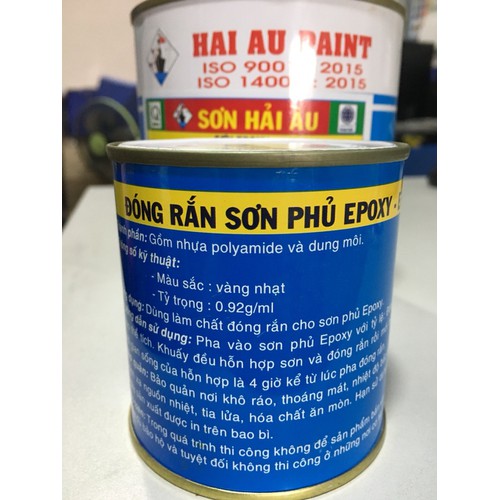 HAI AU PAINT
ISO 900 : 2015
ISO 1400 : 2015
SƠN HẢI ÂU
ĐÓNG RẮN SƠN PHỦ EPOXY -
phần: Gồm nhựa polyamide và dung môi.
số kỹ thuật:
- Màu sắc : vàng nhạt
- Tỷ trọng : 0.92g/ml
dụng: Dùng làm chất đóng rắn cho sơn phủ Epoxy.
dẫn sử dụng: Pha vào sơn phủ Epoxy với tỷ lệ
tích. Khuấy đều hỗn hợp sơn và đóng rắn rồi
sống của hỗn hợp là 4 giờ kể từ lúc pha đóng rắn
quản: Bảo quản nơi khô ráo, thoáng mát, nhiệt độ
nguồn nhiệt, tia lửa, hóa chất ăn mòn. Hạn sử
xuất được in trên bao bì.
Trong quá trình thi công không để sản phẩm
bảo hộ và tuyệt đối không thi công ở những nơi